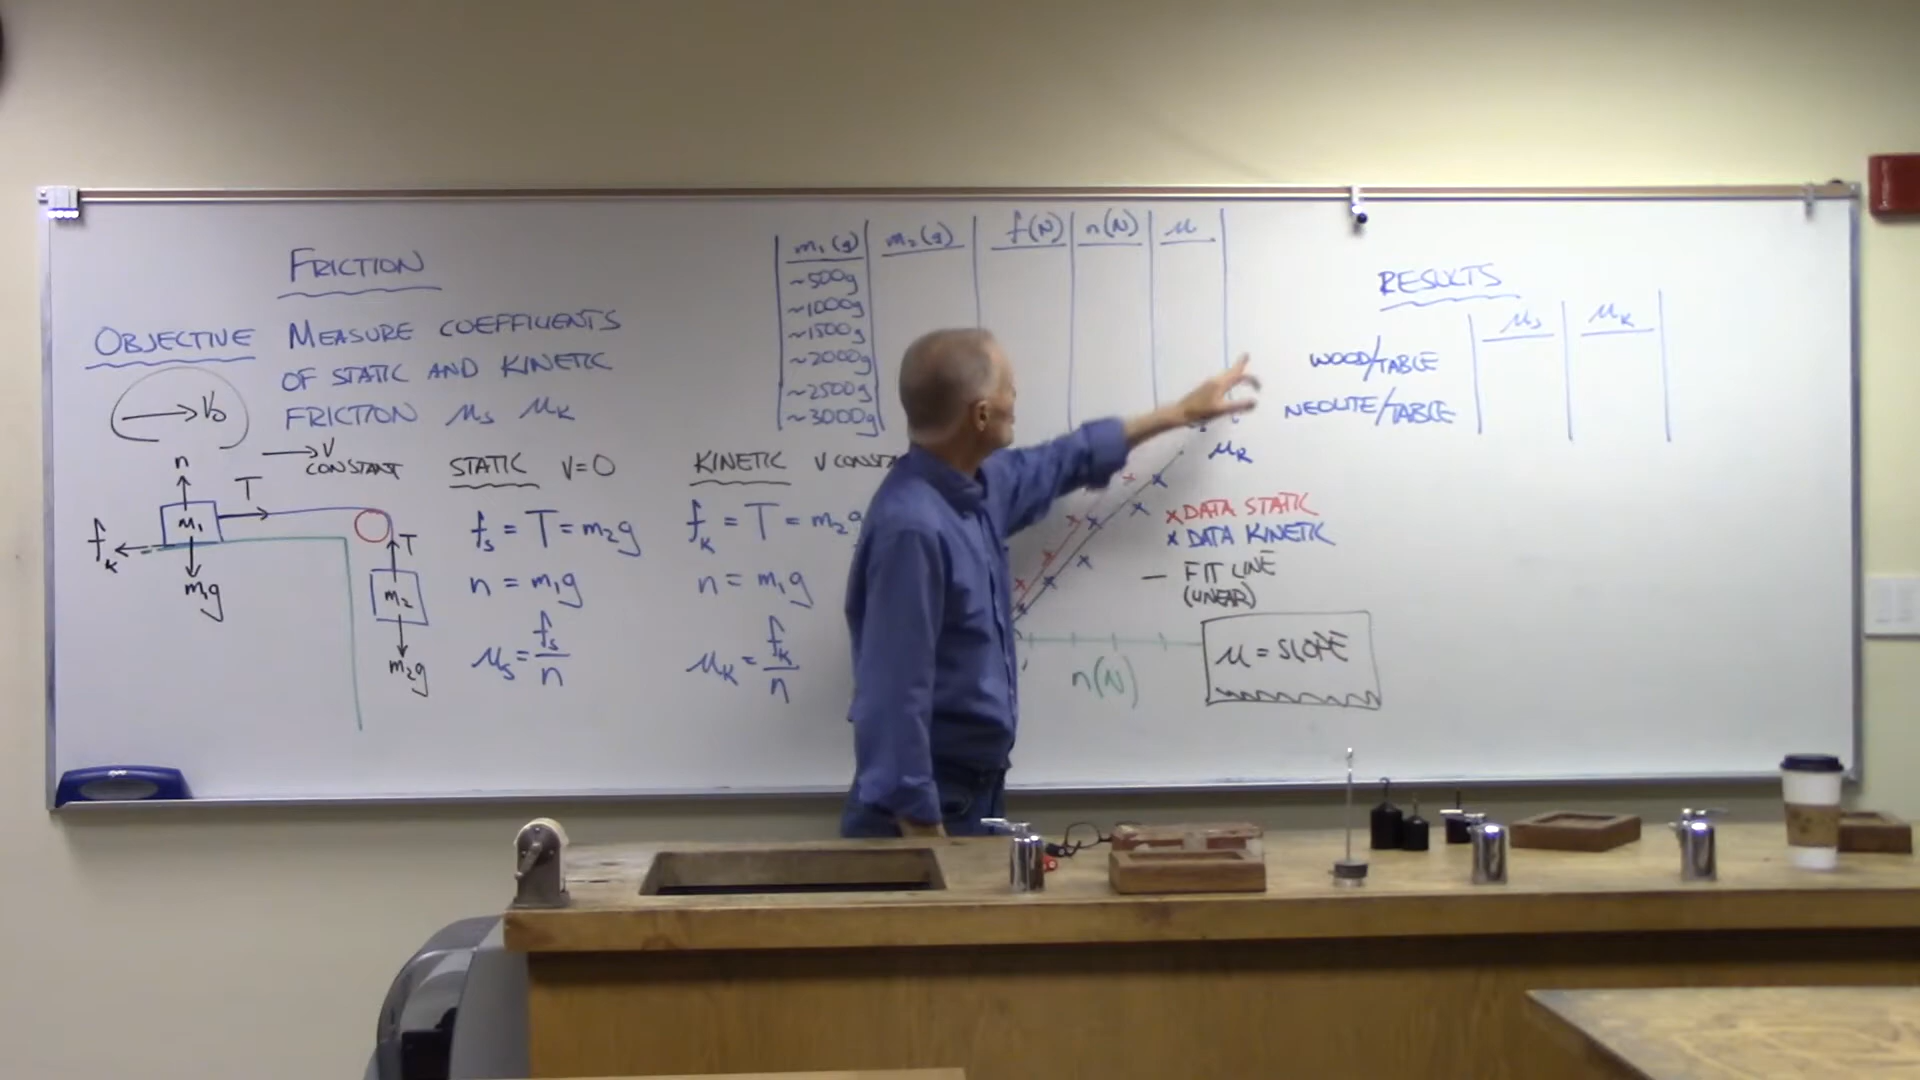 FRICTION
OBJECTIVE MEASURE COEFFICIENTS
OF STATIC AND KINETIC
FRICTION μs μk
→ V₀
→ V
CONSTANT
n
T
m₁
fk
m₁g
T
m₂
m₂g
STATIC V=0
fs = T = m₂g
n = m₁g
μs = fs/n
KINETIC V CONSTA
fk = T = m₂g
n = m₁g
μk = fk/n
m₁(g) m₂(g) f(N) n(N) μ
~500g
~1000g
~1500g
~2000g
~2500g
~3000g
μk
x DATA STATIC
x DATA KINETIC
— FIT LINE
(LINEAR)
n(N)
μ = SLOPE
RESULTS
μs μk
WOOD/TABLE
NEOLITE/TABLE